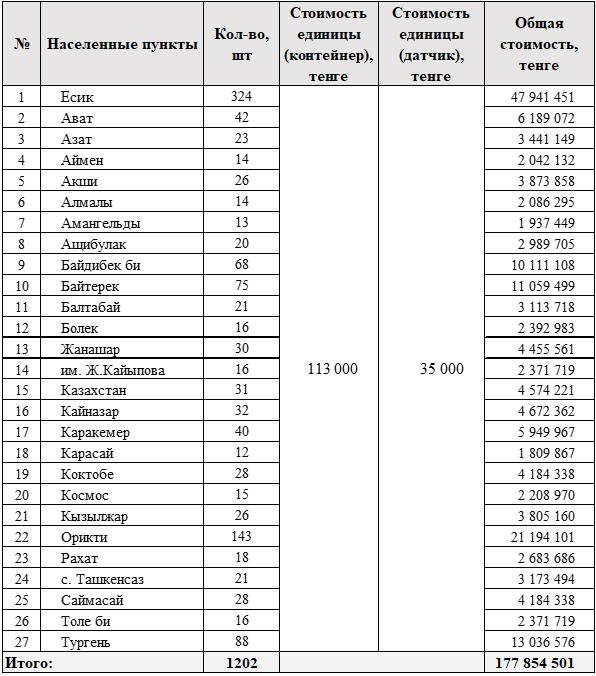 № Населенные пункты Кол-во, шт Стоимость единицы (контейнер), тенге Стоимость единицы (датчик), тенге Общая стоимость, тенге
1 Есик 324 47 941 451
2 Ават 42 6 189 072
3 Азат 23 3 441 149
4 Аймен 14 2 042 132
5 Акши 26 3 873 858
6 Алмалы 14 2 086 295
7 Амангельды 13 1 937 449
8 Ащибулак 20 2 989 705
9 Байдибек би 68 10 111 108
10 Байтерек 75 11 059 499
11 Балтабай 21 3 113 718
12 Болек 16 2 392 983
13 Жанашар 30 4 455 561
14 им. Ж.Кайыпова 16 113 000 35 000 2 371 719
15 Казахстан 31 4 574 221
16 Кайназар 32 4 672 362
17 Каракемер 40 5 949 967
18 Карасай 12 1 809 867
19 Коктобе 28 4 184 338
20 Космос 15 2 208 970
21 Кызылжар 26 3 805 160
22 Орикти 143 21 194 101
23 Рахат 18 2 683 686
24 с. Ташкенсаз 21 3 173 494
25 Саймасай 28 4 184 338
26 Толе би 16 2 371 719
27 Тургень 88 13 036 576
Итого: 1202 177 854 501